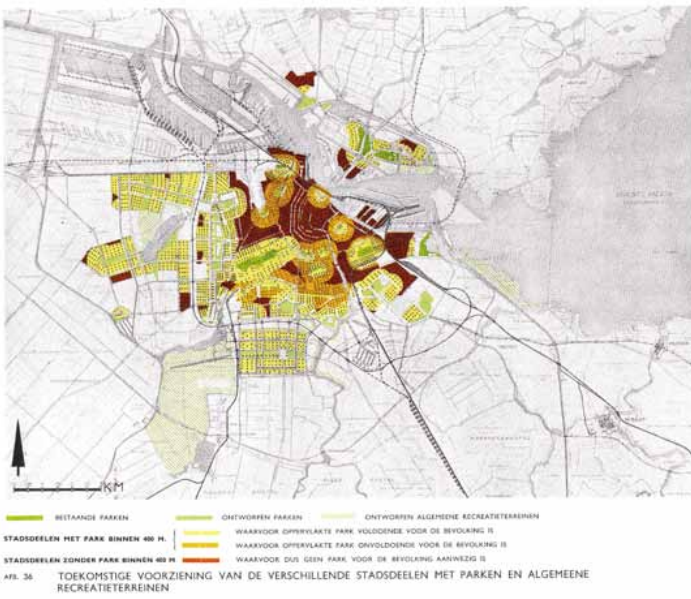 KM
BESTAANDE PARKEN ONTWORPEN PARKEN ONTWORPEN ALGEMEENE RECREATIETERREINEN
STADSDEELEN MET PARK BINNEN 400 M. WAARVOOR OPPERVLAKTE PARK VOLDOENDE VOOR DE BEVOLKING IS
WAARVOOR OPPERVLAKTE PARK ONVOLDOENDE VOOR DE BEVOLKING IS
STADSDEELEN ZONDER PARK BINNEN 400 M WAARVOOR DUS GEEN PARK VOOR DE BEVOLKING AANWEZIG IS
AFB. 36 TOEKOMSTIGE VOORZIENING VAN DE VERSCHILLENDE STADSDEELEN MET PARKEN EN ALGEMEENE
RECREATIETERREINEN